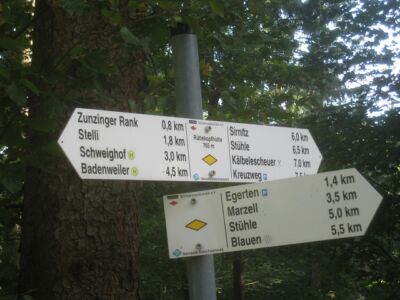 Zunzinger Rank 0,8 km
Stelli 1,8 km
Schweighof H 3,0 km
Badenweiler H 4,5 km
Sirnitz 6,0 km
Stühle 6,5 km
Kälbelescheuer 7,0 km
Kreuzweg P
Egerten P 1,4 km
Marzell 3,5 km
Stühle 5,0 km
Blauen 5,5 km